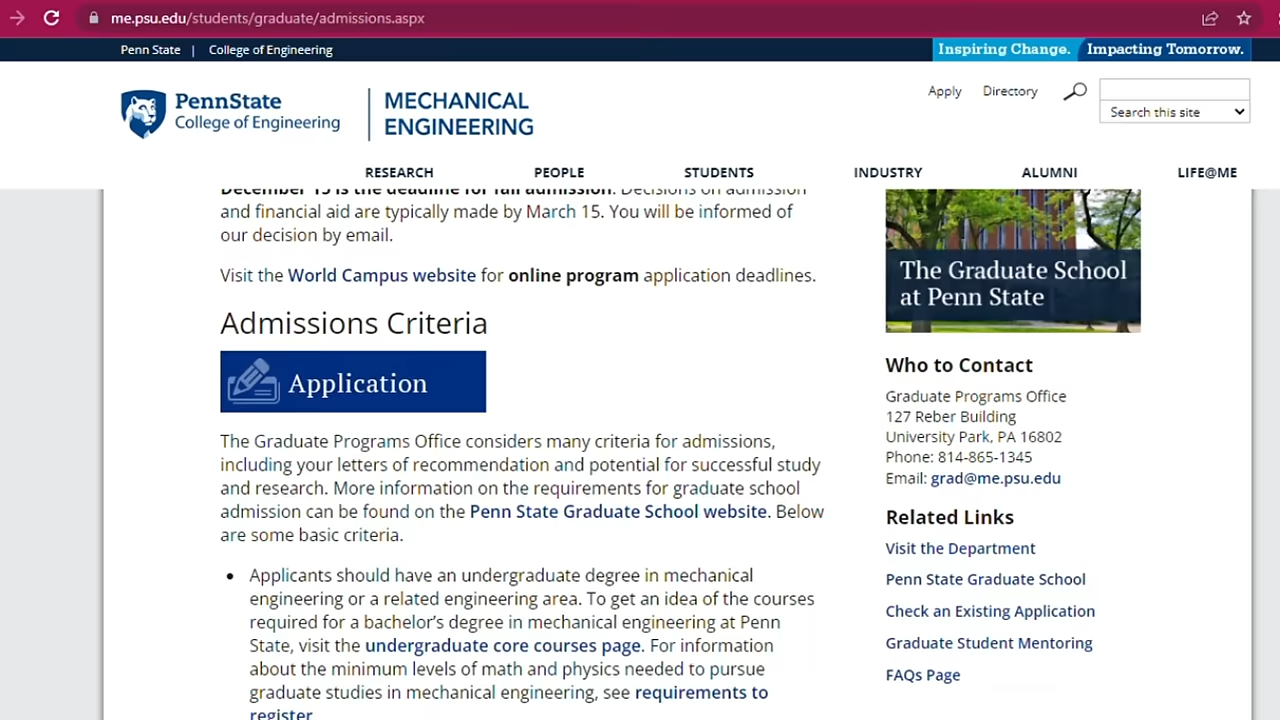 me.psu.edu/students/graduate/admissions.aspx
Penn State | College of Engineering
Inspiring Change. Impacting Tomorrow.
PennState
College of Engineering
MECHANICAL
ENGINEERING
Apply Directory
Search this site
RESEARCH PEOPLE STUDENTS INDUSTRY ALUMNI LIFE@ME
December 15 is the deadline for fall admission. Decisions on admission
and financial aid are typically made by March 15. You will be informed of
our decision by email.
Visit the World Campus website for online program application deadlines.
Admissions Criteria
Application
The Graduate Programs Office considers many criteria for admissions,
including your letters of recommendation and potential for successful study
and research. More information on the requirements for graduate school
admission can be found on the Penn State Graduate School website. Below
are some basic criteria.
• Applicants should have an undergraduate degree in mechanical
engineering or a related engineering area. To get an idea of the courses
required for a bachelor's degree in mechanical engineering at Penn
State, visit the undergraduate core courses page. For information
about the minimum levels of math and physics needed to pursue
graduate studies in mechanical engineering, see requirements to
register
The Graduate School
at Penn State
Who to Contact
Graduate Programs Office
127 Reber Building
University Park, PA 16802
Phone: 814-865-1345
Email: grad@me.psu.edu
Related Links
Visit the Department
Penn State Graduate School
Check an Existing Application
Graduate Student Mentoring
FAQs Page